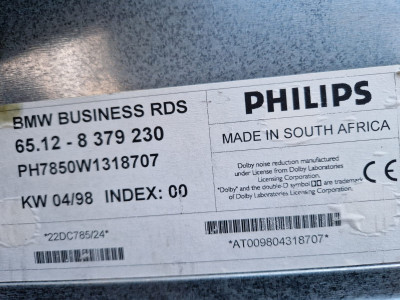 BMW BUSINESS RDS
65.12 - 8 379 230
PH7850W1318707
KW 04/98 INDEX: 00
*22DC785/24*
PHILIPS
MADE IN SOUTH AFRICA
Dolby noise reduction manufactured
under License from Dolby Laboratories
Licensing Corporation.
"Dolby" and the double-D symbol are trademark
of Dolby Laboratories Licensing Corporation.
CE
*AT009804318707*